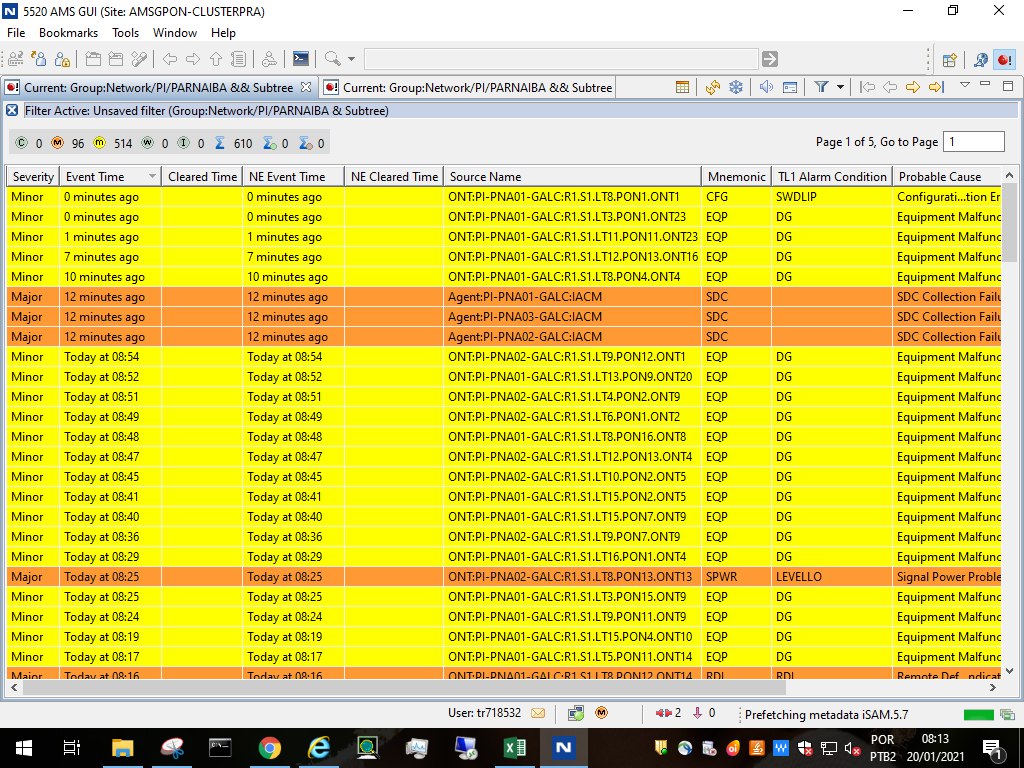 5520 AMS GUI (Site: AMSGPON-CLUSTERPRA)
File Bookmarks Tools Window Help
Current: Group:Network/PI/PARNAIBA && Subtree Current: Group:Network/PI/PARNAIBA && Subtree
Filter Active: Unsaved filter (Group:Network/PI/PARNAIBA & Subtree)
C 0 M 96 m 514 W 0 I 0 Σ 610 Σ 0 Σ 0 Page 1 of 5, Go to Page 1
Severity Event Time Cleared Time NE Event Time NE Cleared Time Source Name Mnemonic TL1 Alarm Condition Probable Cause
Minor 0 minutes ago 0 minutes ago ONT:PI-PNA01-GALC:R1.S1.LT8.PON1.ONT1 CFG SWDLIP Configurati...tion Er
Minor 0 minutes ago 0 minutes ago ONT:PI-PNA01-GALC:R1.S1.LT3.PON1.ONT23 EQP DG Equipment Malfunc
Minor 1 minutes ago 1 minutes ago ONT:PI-PNA01-GALC:R1.S1.LT11.PON11.ONT23 EQP DG Equipment Malfunc
Minor 7 minutes ago 7 minutes ago ONT:PI-PNA01-GALC:R1.S1.LT12.PON13.ONT16 EQP DG Equipment Malfunc
Minor 10 minutes ago 10 minutes ago ONT:PI-PNA01-GALC:R1.S1.LT8.PON4.ONT4 EQP DG Equipment Malfunc
Major 12 minutes ago 12 minutes ago Agent:PI-PNA01-GALC:IACM SDC SDC Collection Failu
Major 12 minutes ago 12 minutes ago Agent:PI-PNA03-GALC:IACM SDC SDC Collection Failu
Major 12 minutes ago 12 minutes ago Agent:PI-PNA02-GALC:IACM SDC SDC Collection Failu
Minor Today at 08:54 Today at 08:54 ONT:PI-PNA02-GALC:R1.S1.LT9.PON12.ONT1 EQP DG Equipment Malfunc
Minor Today at 08:52 Today at 08:52 ONT:PI-PNA01-GALC:R1.S1.LT13.PON9.ONT20 EQP DG Equipment Malfunc
Minor Today at 08:51 Today at 08:51 ONT:PI-PNA02-GALC:R1.S1.LT4.PON2.ONT9 EQP DG Equipment Malfunc
Minor Today at 08:49 Today at 08:49 ONT:PI-PNA02-GALC:R1.S1.LT6.PON1.ONT2 EQP DG Equipment Malfunc
Minor Today at 08:48 Today at 08:48 ONT:PI-PNA01-GALC:R1.S1.LT8.PON16.ONT8 EQP DG Equipment Malfunc
Minor Today at 08:47 Today at 08:47 ONT:PI-PNA02-GALC:R1.S1.LT12.PON13.ONT4 EQP DG Equipment Malfunc
Minor Today at 08:45 Today at 08:45 ONT:PI-PNA02-GALC:R1.S1.LT10.PON2.ONT5 EQP DG Equipment Malfunc
Minor Today at 08:41 Today at 08:41 ONT:PI-PNA01-GALC:R1.S1.LT15.PON2.ONT5 EQP DG Equipment Malfunc
Minor Today at 08:40 Today at 08:40 ONT:PI-PNA01-GALC:R1.S1.LT15.PON7.ONT9 EQP DG Equipment Malfunc
Minor Today at 08:36 Today at 08:36 ONT:PI-PNA02-GALC:R1.S1.LT9.PON7.ONT9 EQP DG Equipment Malfunc
Minor Today at 08:29 Today at 08:29 ONT:PI-PNA01-GALC:R1.S1.LT16.PON1.ONT4 EQP DG Equipment Malfunc
Major Today at 08:25 Today at 08:25 ONT:PI-PNA02-GALC:R1.S1.LT8.PON13.ONT13 SPWR LEVELLO Signal Power Proble
Minor Today at 08:25 Today at 08:25 ONT:PI-PNA01-GALC:R1.S1.LT3.PON15.ONT9 EQP DG Equipment Malfunc
Minor Today at 08:24 Today at 08:24 ONT:PI-PNA01-GALC:R1.S1.LT9.PON11.ONT9 EQP DG Equipment Malfunc
Minor Today at 08:19 Today at 08:19 ONT:PI-PNA01-GALC:R1.S1.LT15.PON4.ONT10 EQP DG Equipment Malfunc
Minor Today at 08:17 Today at 08:17 ONT:PI-PNA01-GALC:R1.S1.LT5.PON11.ONT14 EQP DG Equipment Malfunc
Major Today at 08:16 Today at 08:16 ONT:PI-PNA01-GALC:R1.S1.LT8.PON12.ONT14 RDI RDI Remote Def...ndicat
User: tr718532 M 2 0 Prefetching metadata iSAM.5.7
POR 08:13
PTB2 20/01/2021 1